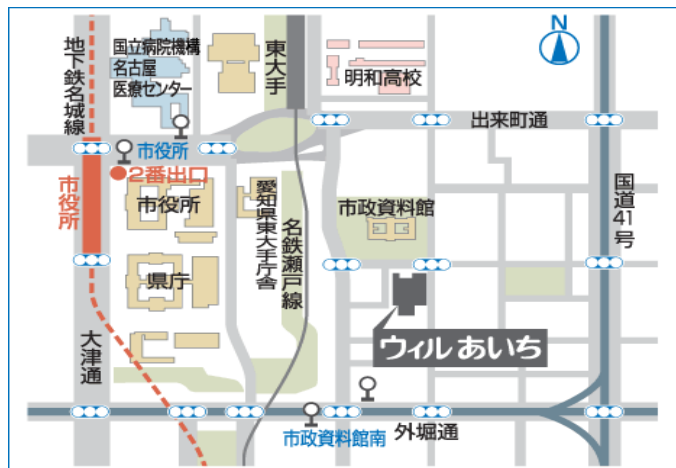 地下鉄名城線
国立病院機構
名古屋
医療センター
東大手
明和高校
N
出来町通
市役所
2番出口
市役所
市役所
愛知県東大手庁舎
名鉄瀬戸線
市政資料館
国道41号
県庁
大津通
ウィルあいち
市政資料館南
外堀通